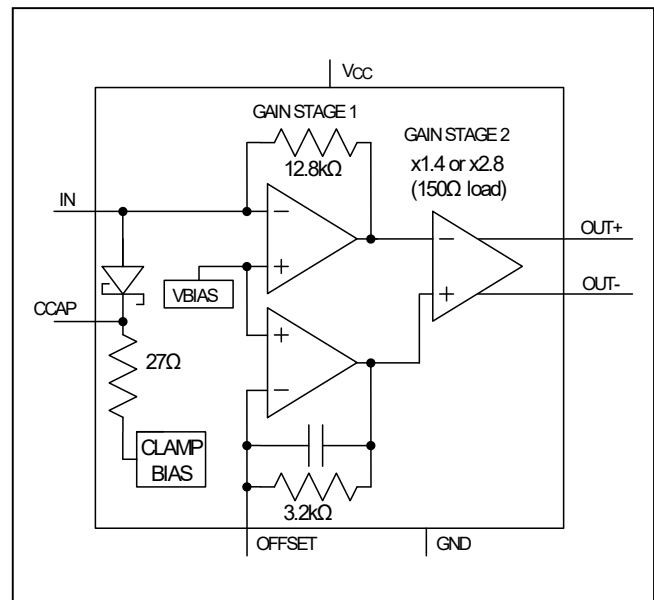 VCC
GAIN STAGE 1
12.8kΩ
GAIN STAGE 2
x1.4 or x2.8
(150Ω load)
IN
−
−
OUT+
+
VBIAS
+
OUT-
CCAP
+
27Ω
−
CLAMP
BIAS
3.2kΩ
OFFSET
GND